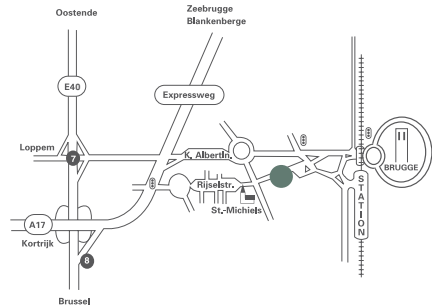 Oostende
Zeebrugge
Blankenberge
E40
Expressweg
Loppem
7
K. Albertln.
BRUGGE
Rijselstr.
St.-Michiels
STATION
A17
Kortrijk
8
Brussel